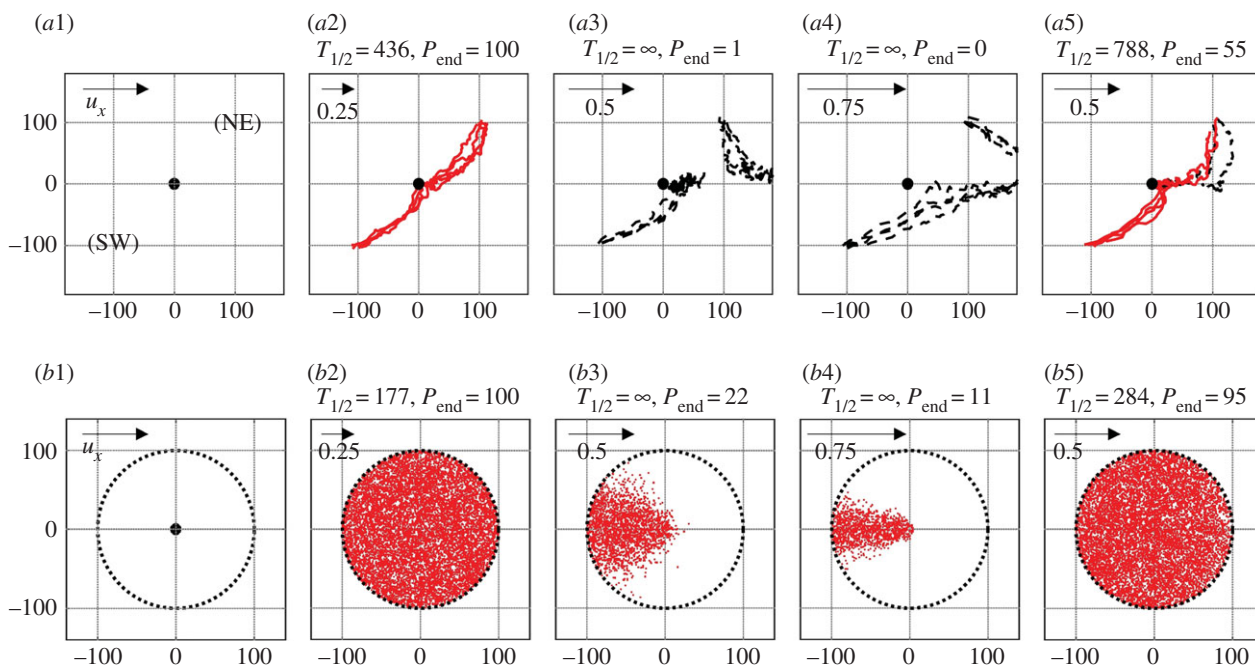 (a1) (a2) (a3) (a4) (a5)
T1/2 = 436, Pend = 100 T1/2 = ∞, Pend = 1 T1/2 = ∞, Pend = 0 T1/2 = 788, Pend = 55
ux 0.25 0.5 0.75 0.5
100 (NE)
0
−100 (SW)
−100 0 100 −100 0 100 −100 0 100 −100 0 100 −100 0 100
(b1) (b2) (b3) (b4) (b5)
T1/2 = 177, Pend = 100 T1/2 = ∞, Pend = 22 T1/2 = ∞, Pend = 11 T1/2 = 284, Pend = 95
ux 0.25 0.5 0.75 0.5
100
0
−100
−100 0 100 −100 0 100 −100 0 100 −100 0 100 −100 0 100